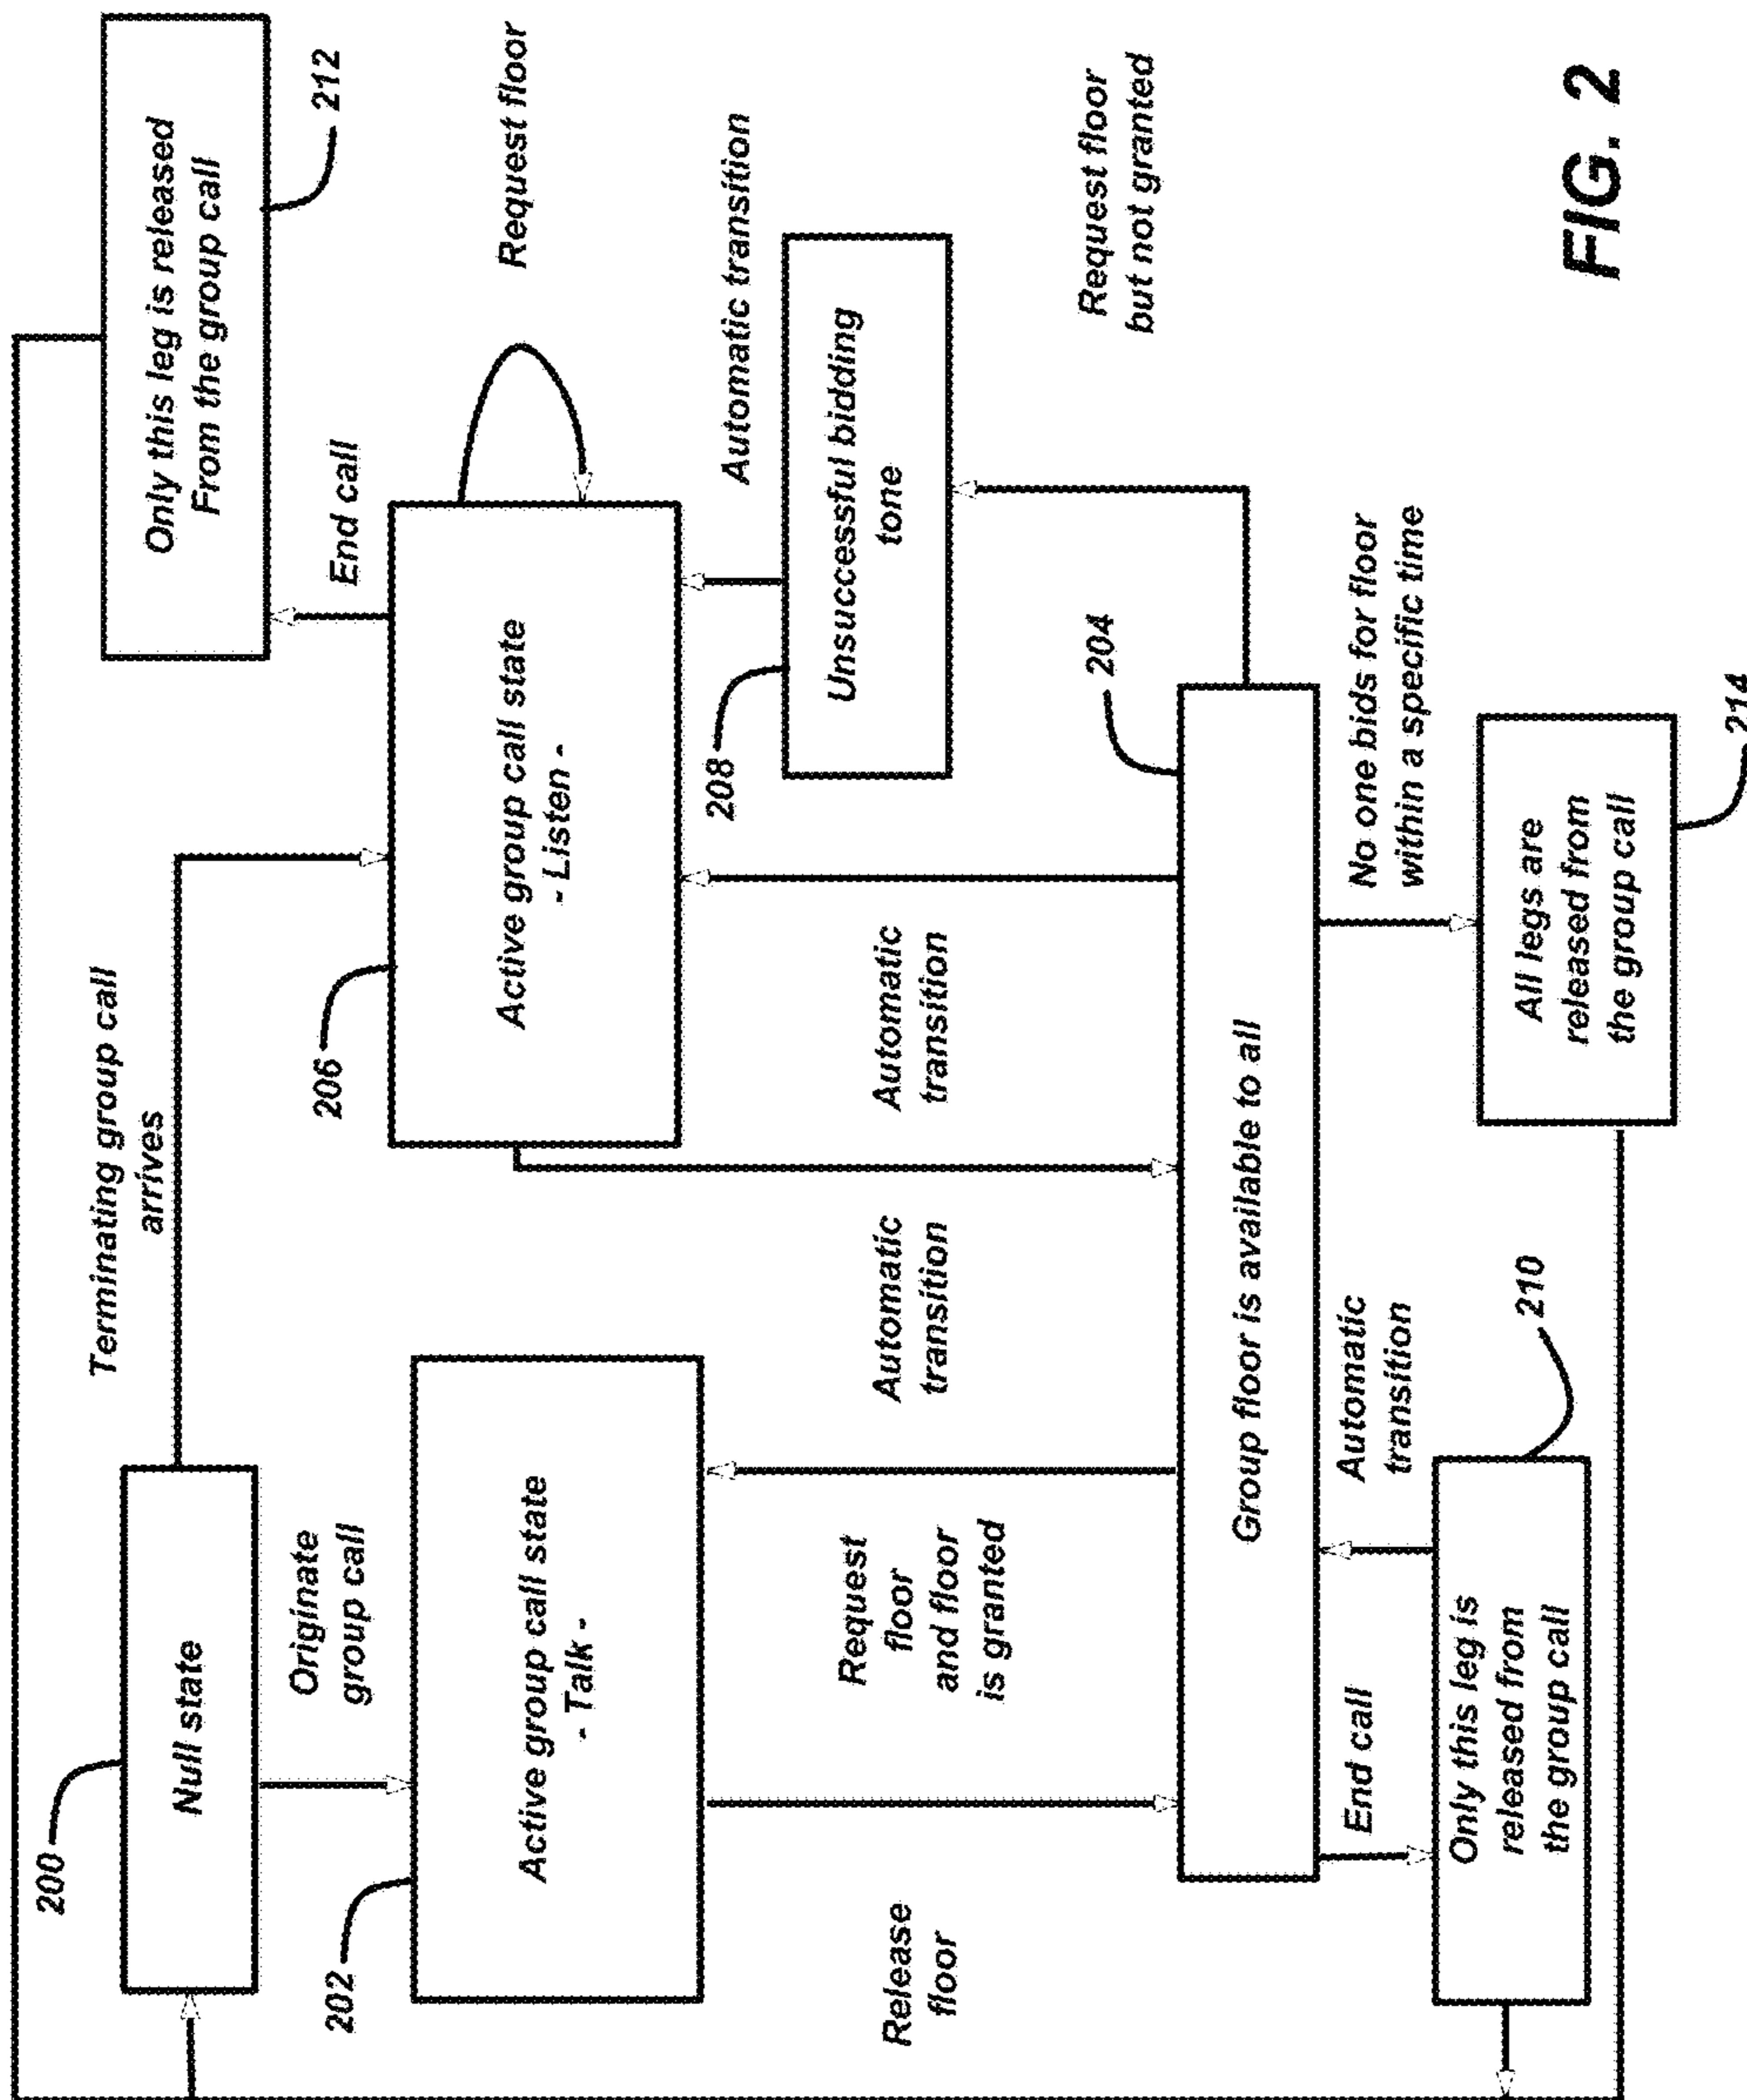 200
Null state
Terminating group call
arrives
Only this leg is released
From the group call
212
Originate
group call
End call
Request floor
202
Active group call state
- Talk -
206
Active group call state
- Listen -
Automatic transition
208
Unsuccessful bidding
tone
Release
floor
Request
floor
and floor
is granted
Automatic
transition
Automatic
transition
204
Request floor
but not granted
Group floor is available to all
End call
Automatic
transition
No one bids for floor
within a specific time
Only this leg is
released from
the group call
210
All legs are
released from
the group call
214
FIG. 2